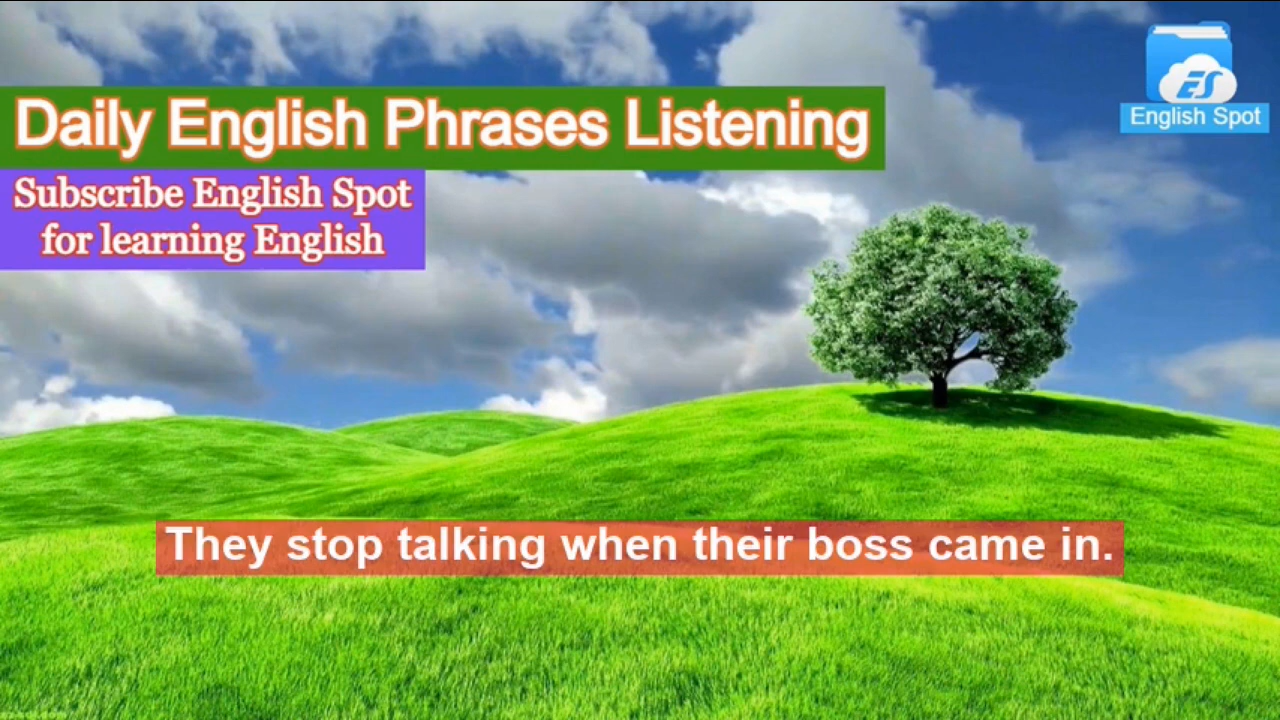 Daily English Phrases Listening
Subscribe English Spot
for learning English
ES
English Spot
They stop talking when their boss came in.